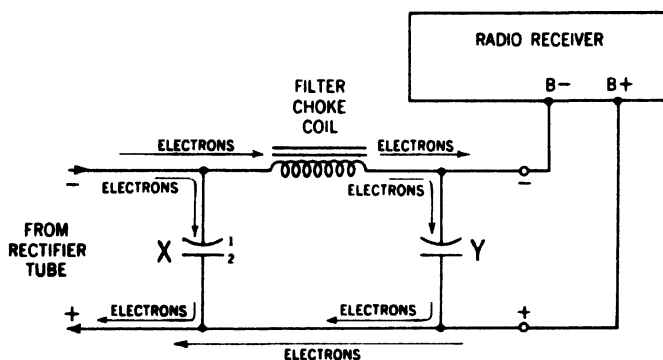 RADIO RECEIVER
B- B+
FILTER
CHOKE
COIL
ELECTRONS
ELECTRONS
-
ELECTRONS
ELECTRONS
-
FROM
RECTIFIER
TUBE
X
1
2
Y
+
ELECTRONS
ELECTRONS
+
ELECTRONS